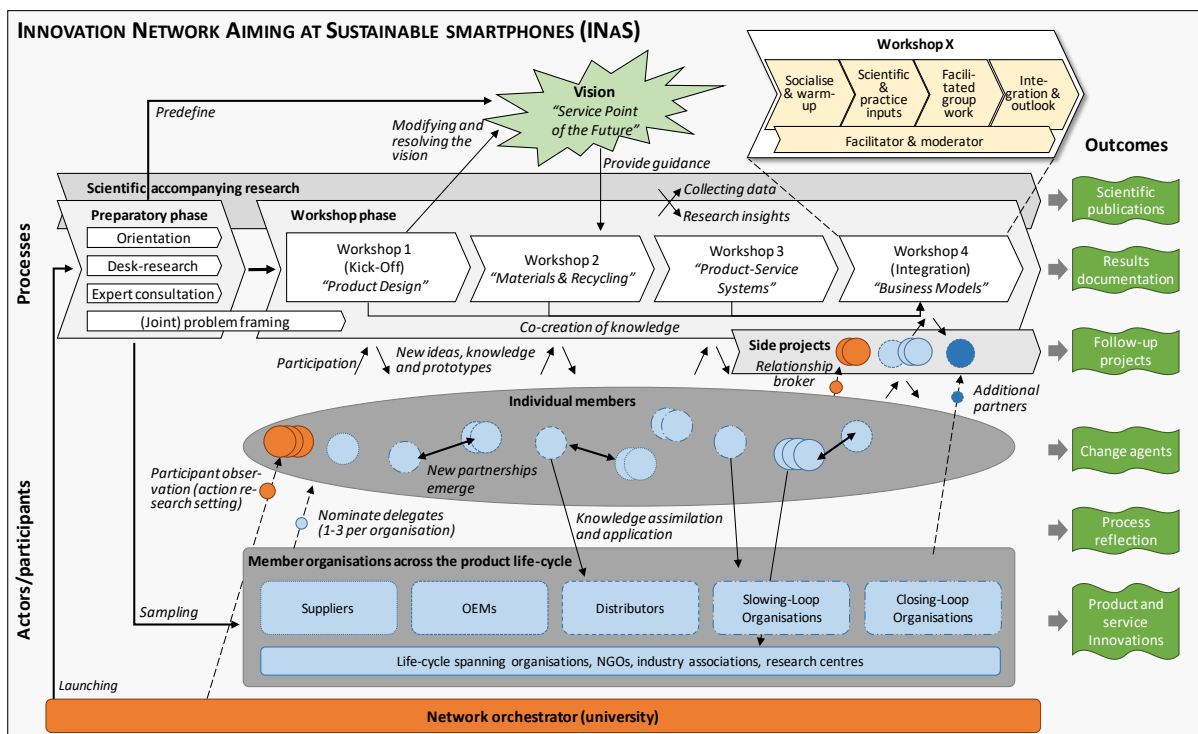 INNOVATION NETWORK AIMING AT SUSTAINABLE SMARTPHONES (INAS)
Workshop X
Socialise
& warm-
up
Scientific
& practice
inputs
Facili-
tated
group
work
Inte-
gration &
outlook
Facilitator & moderator
Vision
“Service Point
of the Future”
Predefine
Modifying and
resolving the
vision
Provide guidance
Outcomes
Scientific accompanying research
Collecting data
Research insights
Scientific
publications
Processes
Preparatory phase
Orientation
Desk-research
Expert consultation
(Joint) problem framing
Workshop phase
Workshop 1
(Kick-Off)
“Product Design”
Workshop 2
“Materials & Recycling”
Workshop 3
“Product-Service
Systems”
Workshop 4
(Integration)
“Business Models”
Results
documentation
Co-creation of knowledge
Side projects
Follow-up
projects
Participation
New ideas, knowledge
and prototypes
Relationship
broker
Additional
partners
Actors/participants
Individual members
New partnerships
emerge
Change agents
Participant obser-
vation (action re-
search setting)
Nominate delegates
(1-3 per organisation)
Knowledge assimilation
and application
Process
reflection
Member organisations across the product life-cycle
Suppliers
OEMs
Distributors
Slowing-Loop
Organisations
Closing-Loop
Organisations
Sampling
Product and
service
Innovations
Life-cycle spanning organisations, NGOs, industry associations, research centres
Launching
Network orchestrator (university)